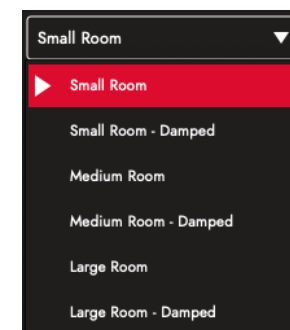 Small Room
Small Room
Small Room - Damped
Medium Room
Medium Room - Damped
Large Room
Large Room - Damped